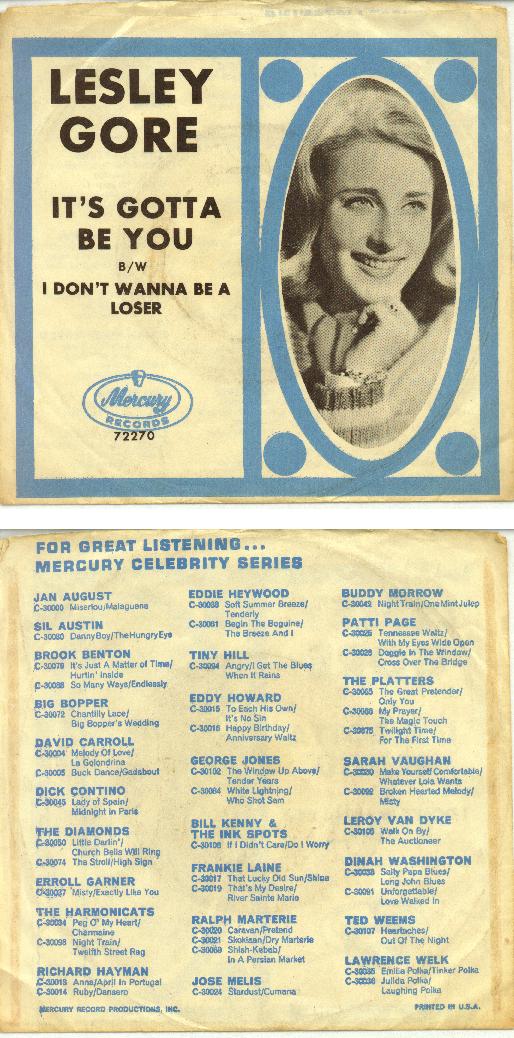 LESLEY
GORE
IT'S GOTTA
BE YOU
B/W
I DON'T WANNA BE A
LOSER
Mercury
RECORDS
72270
FOR GREAT LISTENING...
MERCURY CELEBRITY SERIES
JAN AUGUST
C-30000 Miserlou/Malaguena
SIL AUSTIN
C-30080 Danny Boy/The Hungry Eye
BROOK BENTON
C-30079 It's Just A Matter of Time/
Hurtin' Inside
C-30088 So Many Ways/Endlessly
BIG BOPPER
C-30072 Chantilly Lace/
Big Bopper's Wedding
DAVID CARROLL
C-30004 Melody Of Love/
La Golondrina
C-30005 Buck Dance/Gadabout
DICK CONTINO
C-30045 Lady of Spain/
Midnight in Paris
THE DIAMONDS
C-30050 Little Darlin'/
Church Bells Will Ring
C-30074 The Stroll/High Sign
ERROLL GARNER
C-30037 Misty/Exactly Like You
THE HARMONICATS
C-30034 Peg O' My Heart/
Charmaine
C-30098 Night Train/
Twelfth Street Rag
RICHARD HAYMAN
C-30013 Anna/April In Portugal
C-30014 Ruby/Dansero
EDDIE HEYWOOD
Soft Summer Breeze/
Tenderly
C-30081 Begin The Beguine/
The Breeze And I
TINY HILL
C-30094 Angry/I Get The Blues
When It Rains
EDDY HOWARD
C-30015 To Each His Own/
It's No Sin
C-30016 Happy Birthday/
Anniversary Waltz
GEORGE JONES
C-30102 The Window Up Above/
Tender Years
C-30084 White Lightning/
Who Shot Sam
BILL KENNY &
THE INK SPOTS
C-30106 If I Didn't Care/Do I Worry
FRANKIE LAINE
C-30017 That Lucky Old Sun/Shine
C-30019 That's My Desire/
River Sainte Marie
RALPH MARTERIE
C-30020 Caravan/Pretend
C-30021 Skokiaan/Dry Marterie
Shish-Kebab/
In A Persian Market
JOSE MELIS
C-30024 Stardust/Cumana
BUDDY MORROW
C-30042 Night Train/One Mint Julep
PATTI PAGE
C-30025 Tennessee Waltz/
With My Eyes Wide Open
C-30026 Doggie In The Window/
Cross Over The Bridge
THE PLATTERS
The Great Pretender/
Only You
My Prayer/
The Magic Touch
C-30075 Twilight Time/
For The First Time
SARAH VAUGHAN
Make Yourself Comfortable/
Whatever Lola Wants
C-30092 Broken Hearted Melody/
Misty
LEROY VAN DYKE
C-30105 Walk On By/
The Auctioneer
DINAH WASHINGTON
Salty Papa Blues/
Long John Blues
C-30091 Unforgettable/
Love Walked In
TED WEEMS
C-30107 Heartaches/
Out Of The Night
LAWRENCE WELK
C-30035 Emilia Polka/Tinker Polka
C-30036 Julida Polka/
Laughing Polka
MERCURY RECORD PRODUCTIONS, INC.
PRINTED IN U.S.A.